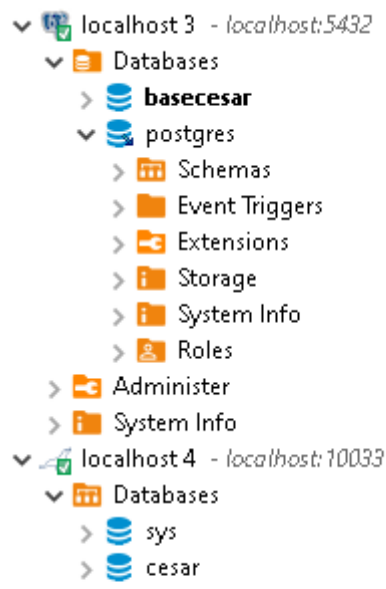 localhost 3 - localhost:5432
Databases
basecesar
postgres
Schemas
Event Triggers
Extensions
Storage
System Info
Roles
Administer
System Info
localhost 4 - localhost:10033
Databases
sys
cesar